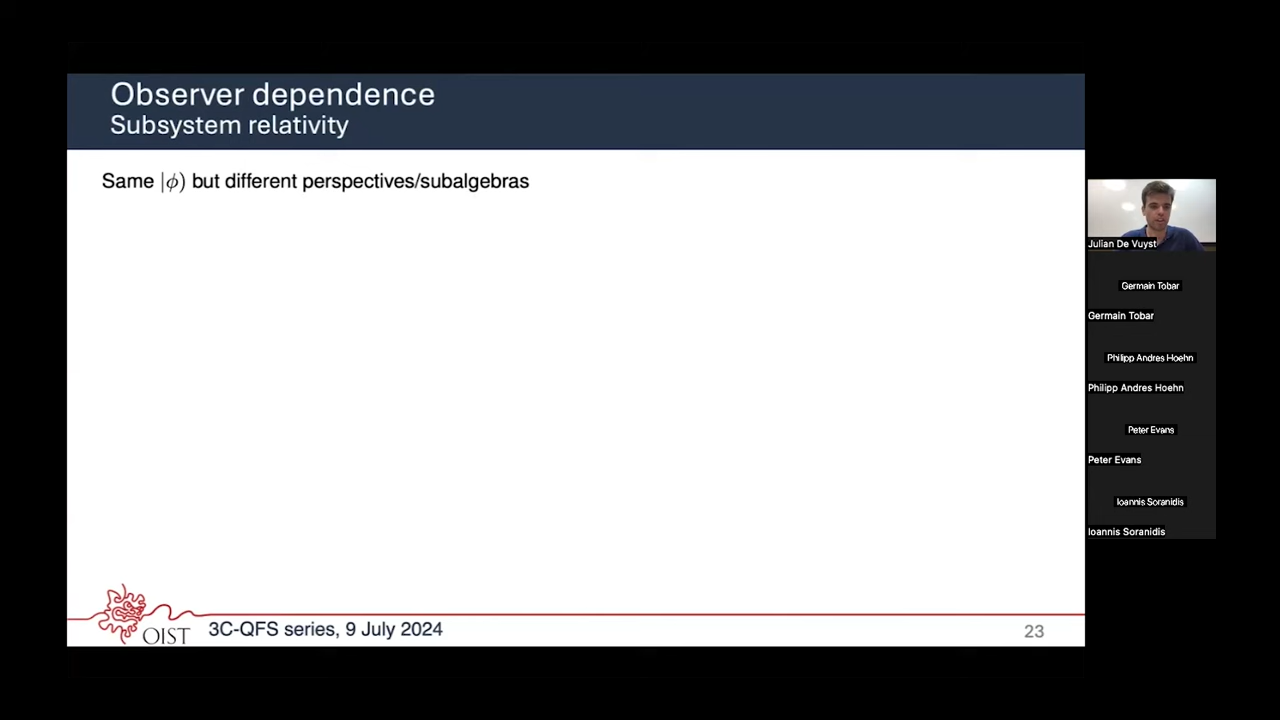 Observer dependence
Subsystem relativity
Same |ϕ) but different perspectives/subalgebras
Julian De Vuyst
Germain Tobar
Germain Tobar
Philipp Andres Hoehn
Philipp Andres Hoehn
Peter Evans
Peter Evans
Ioannis Soranidis
Ioannis Soranidis
OIST
3C-QFS series, 9 July 2024
23